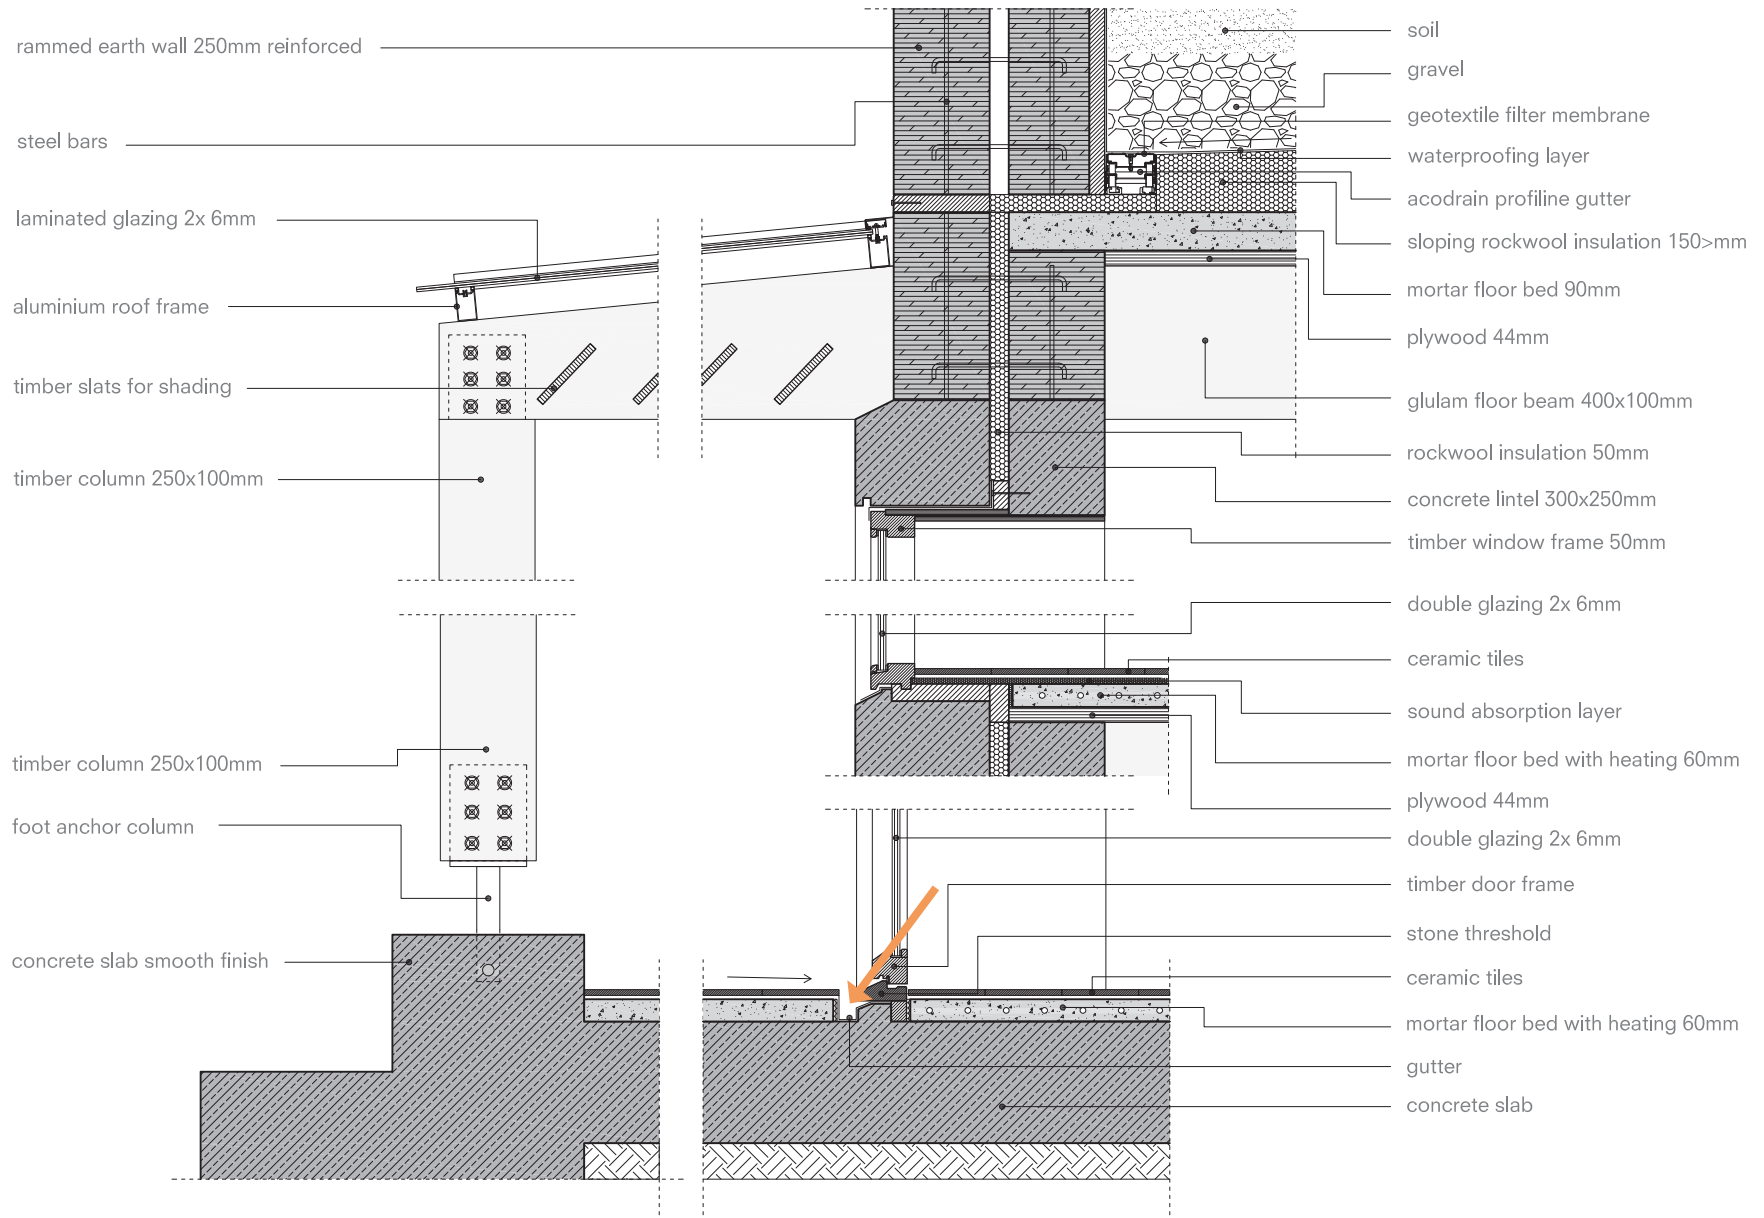 rammed earth wall 250mm reinforced
steel bars
laminated glazing 2x 6mm
aluminium roof frame
timber slats for shading
timber column 250x100mm
timber column 250x100mm
foot anchor column
concrete slab smooth finish
soil
gravel
geotextile filter membrane
waterproofing layer
acodrain profiline gutter
sloping rockwool insulation 150>mm
mortar floor bed 90mm
plywood 44mm
glulam floor beam 400x100mm
rockwool insulation 50mm
concrete lintel 300x250mm
timber window frame 50mm
double glazing 2x 6mm
ceramic tiles
sound absorption layer
mortar floor bed with heating 60mm
plywood 44mm
double glazing 2x 6mm
timber door frame
stone threshold
ceramic tiles
mortar floor bed with heating 60mm
gutter
concrete slab